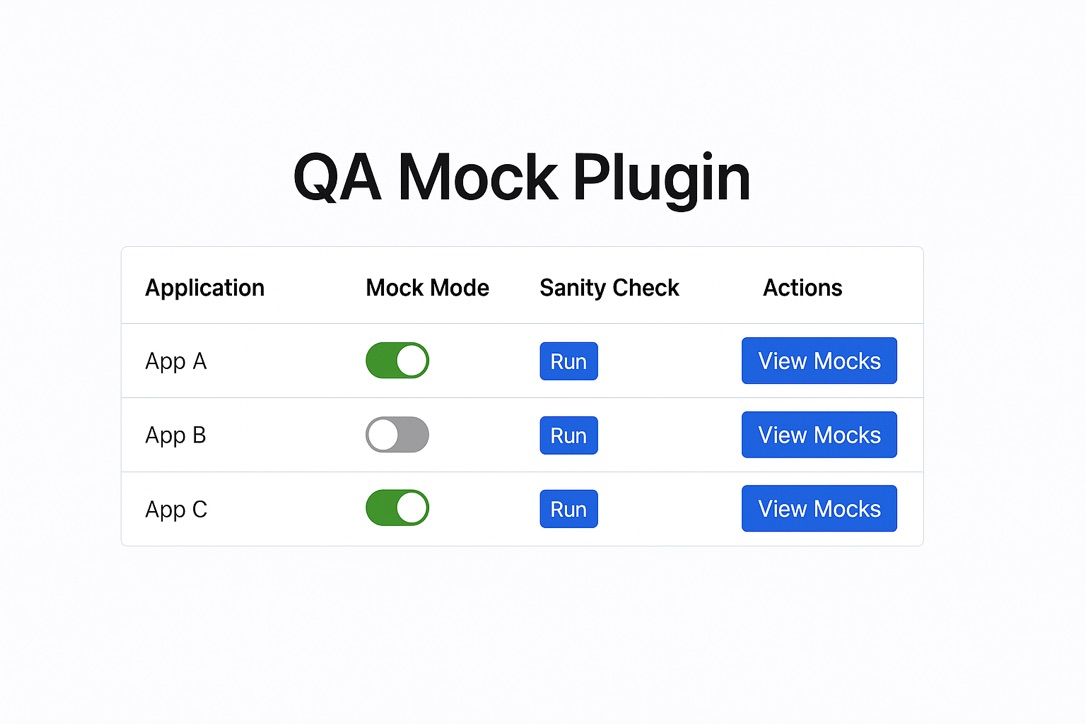 QA Mock Plugin
Application Mock Mode Sanity Check Actions
App A Run View Mocks
App B Run View Mocks
App C Run View Mocks